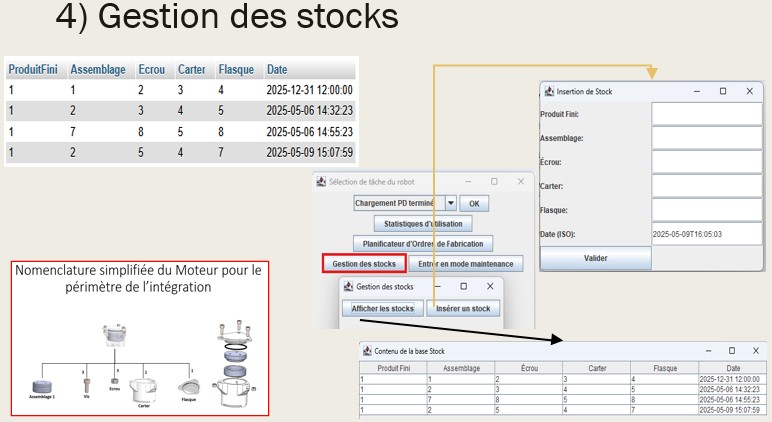 4) Gestion des stocks
ProduitFini Assemblage Ecrou Carter Flasque Date
1 1 2 3 4 2025-12-31 12:00:00
1 2 3 4 5 2025-05-06 14:32:23
1 7 8 5 8 2025-05-06 14:55:23
1 2 5 4 7 2025-05-09 15:07:59
Insertion de Stock
Produit Fini:
Assemblage:
Écrou:
Carter:
Flasque:
Date (ISO): 2025-05-09T16:05:03
Valider
Sélection de tâche du robot
Chargement PD terminé OK
Statistiques d'utilisation
Planificateur d'Ordres de Fabrication
Gestion des stocks Entrer en mode maintenance
Gestion des stocks
Afficher les stocks Insérer un stock
Nomenclature simplifiée du Moteur pour le
périmètre de l'intégration
Assemblage 1
Vis
Ecrou
Carter
Flasque
Contenu de la base Stock
Produit Fini Assemblage Écrou Carter Flasque Date
1 1 2 3 4 2025-12-31 12:00:00
1 2 3 4 5 2025-05-06 14:32:23
1 7 8 5 8 2025-05-06 14:55:23
1 2 5 4 7 2025-05-09 15:07:59